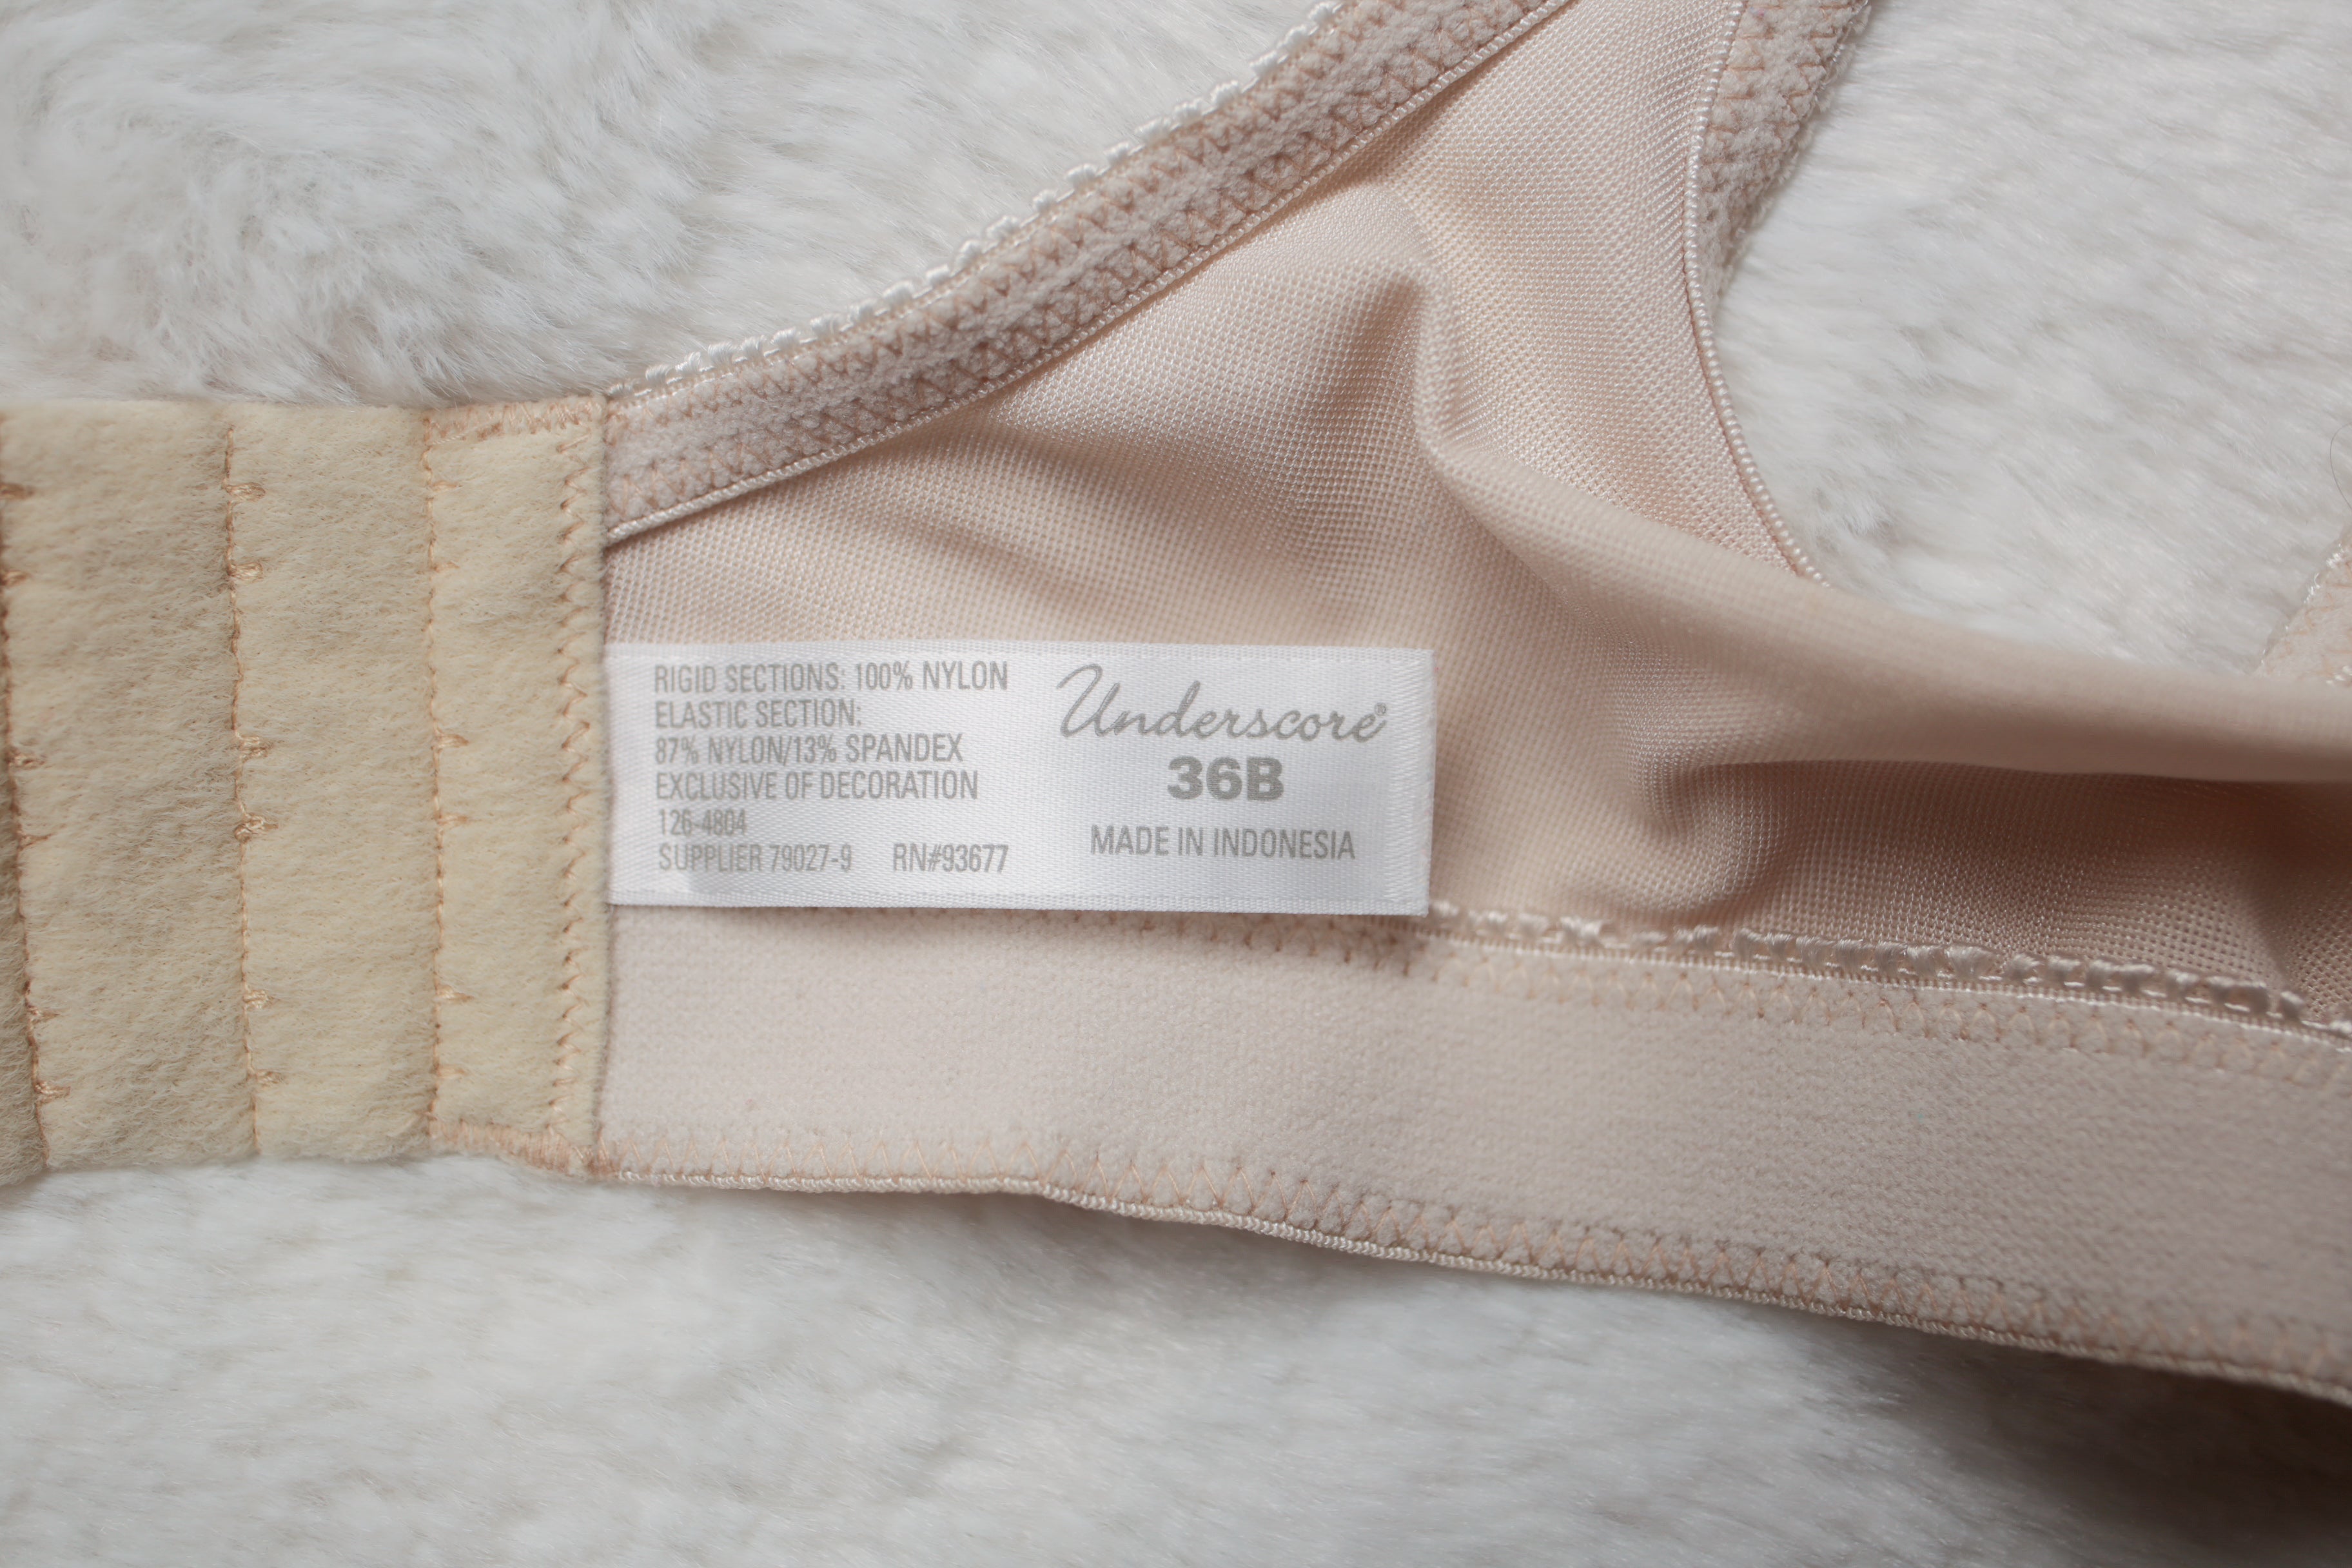 RIGID SECTIONS: 100% NYLON
ELASTIC SECTION:
87% NYLON/13% SPANDEX
EXCLUSIVE OF DECORATION
126-4804
SUPPLIER 79027-9 RN#93677
Underscore®
36B
MADE IN INDONESIA